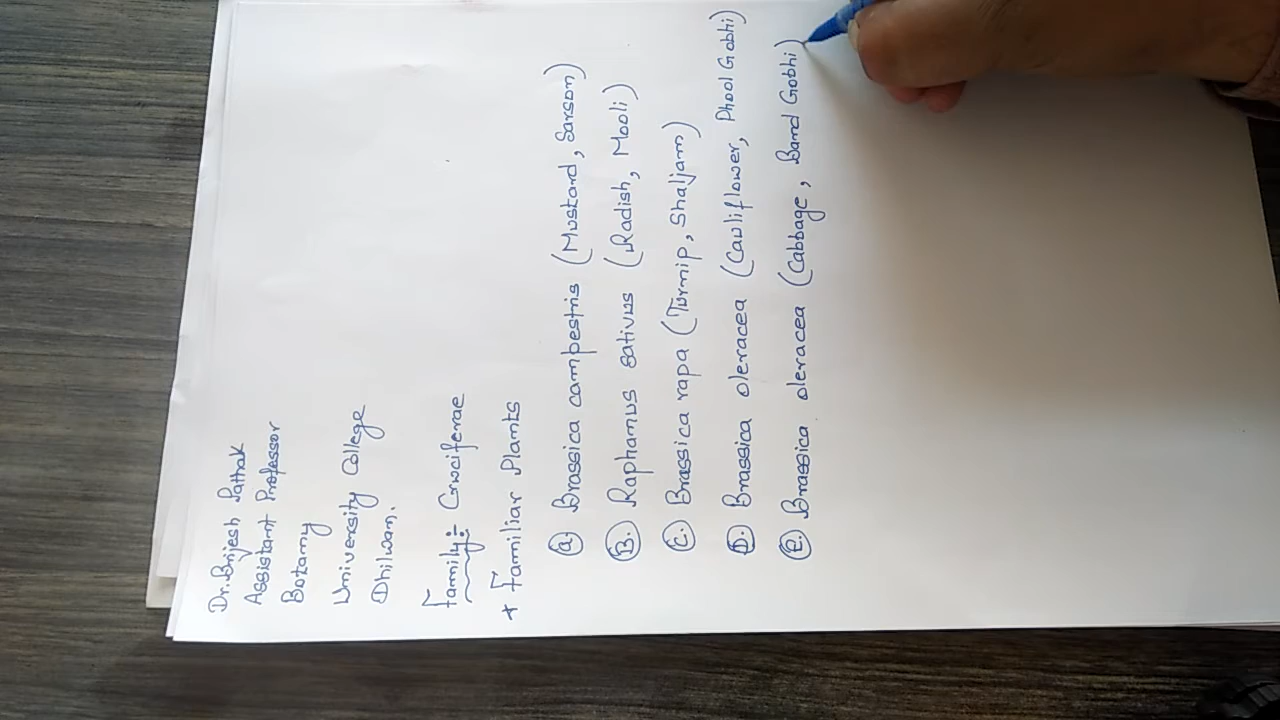 Dr. Brijesh Pathak
Assistant Professor
Botany
University College
Dhilwan.
Family:- Cruciferae
+ Familiar Plants
(a) Brassica campestris (Mustard, Sarson)
(B.) Raphanus sativus (Radish, Mooli)
(C.) Brassica rapa (Turnip, Shaljam)
(D.) Brassica oleracea (Cauliflower, Phool Gobhi)
(E.) Brassica oleracea (Cabbage, Band Gobhi)